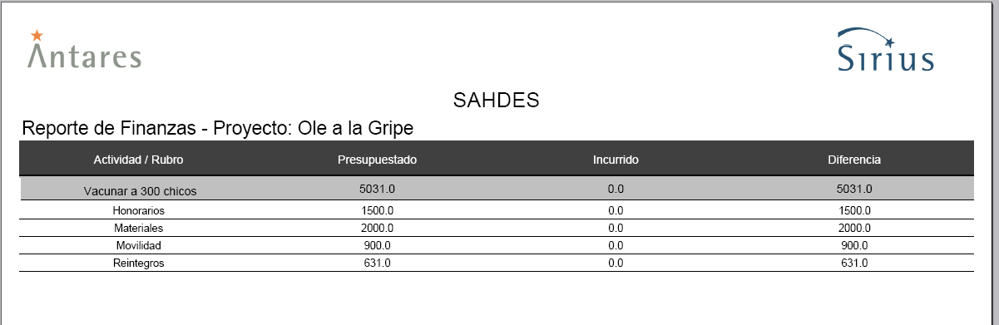 Antares
Sirius
SAHDES
Reporte de Finanzas - Proyecto: Ole a la Gripe
Actividad / Rubro Presupuestado Incurrido Diferencia
Vacunar a 300 chicos 5031.0 0.0 5031.0
Honorarios 1500.0 0.0 1500.0
Materiales 2000.0 0.0 2000.0
Movilidad 900.0 0.0 900.0
Reintegros 631.0 0.0 631.0